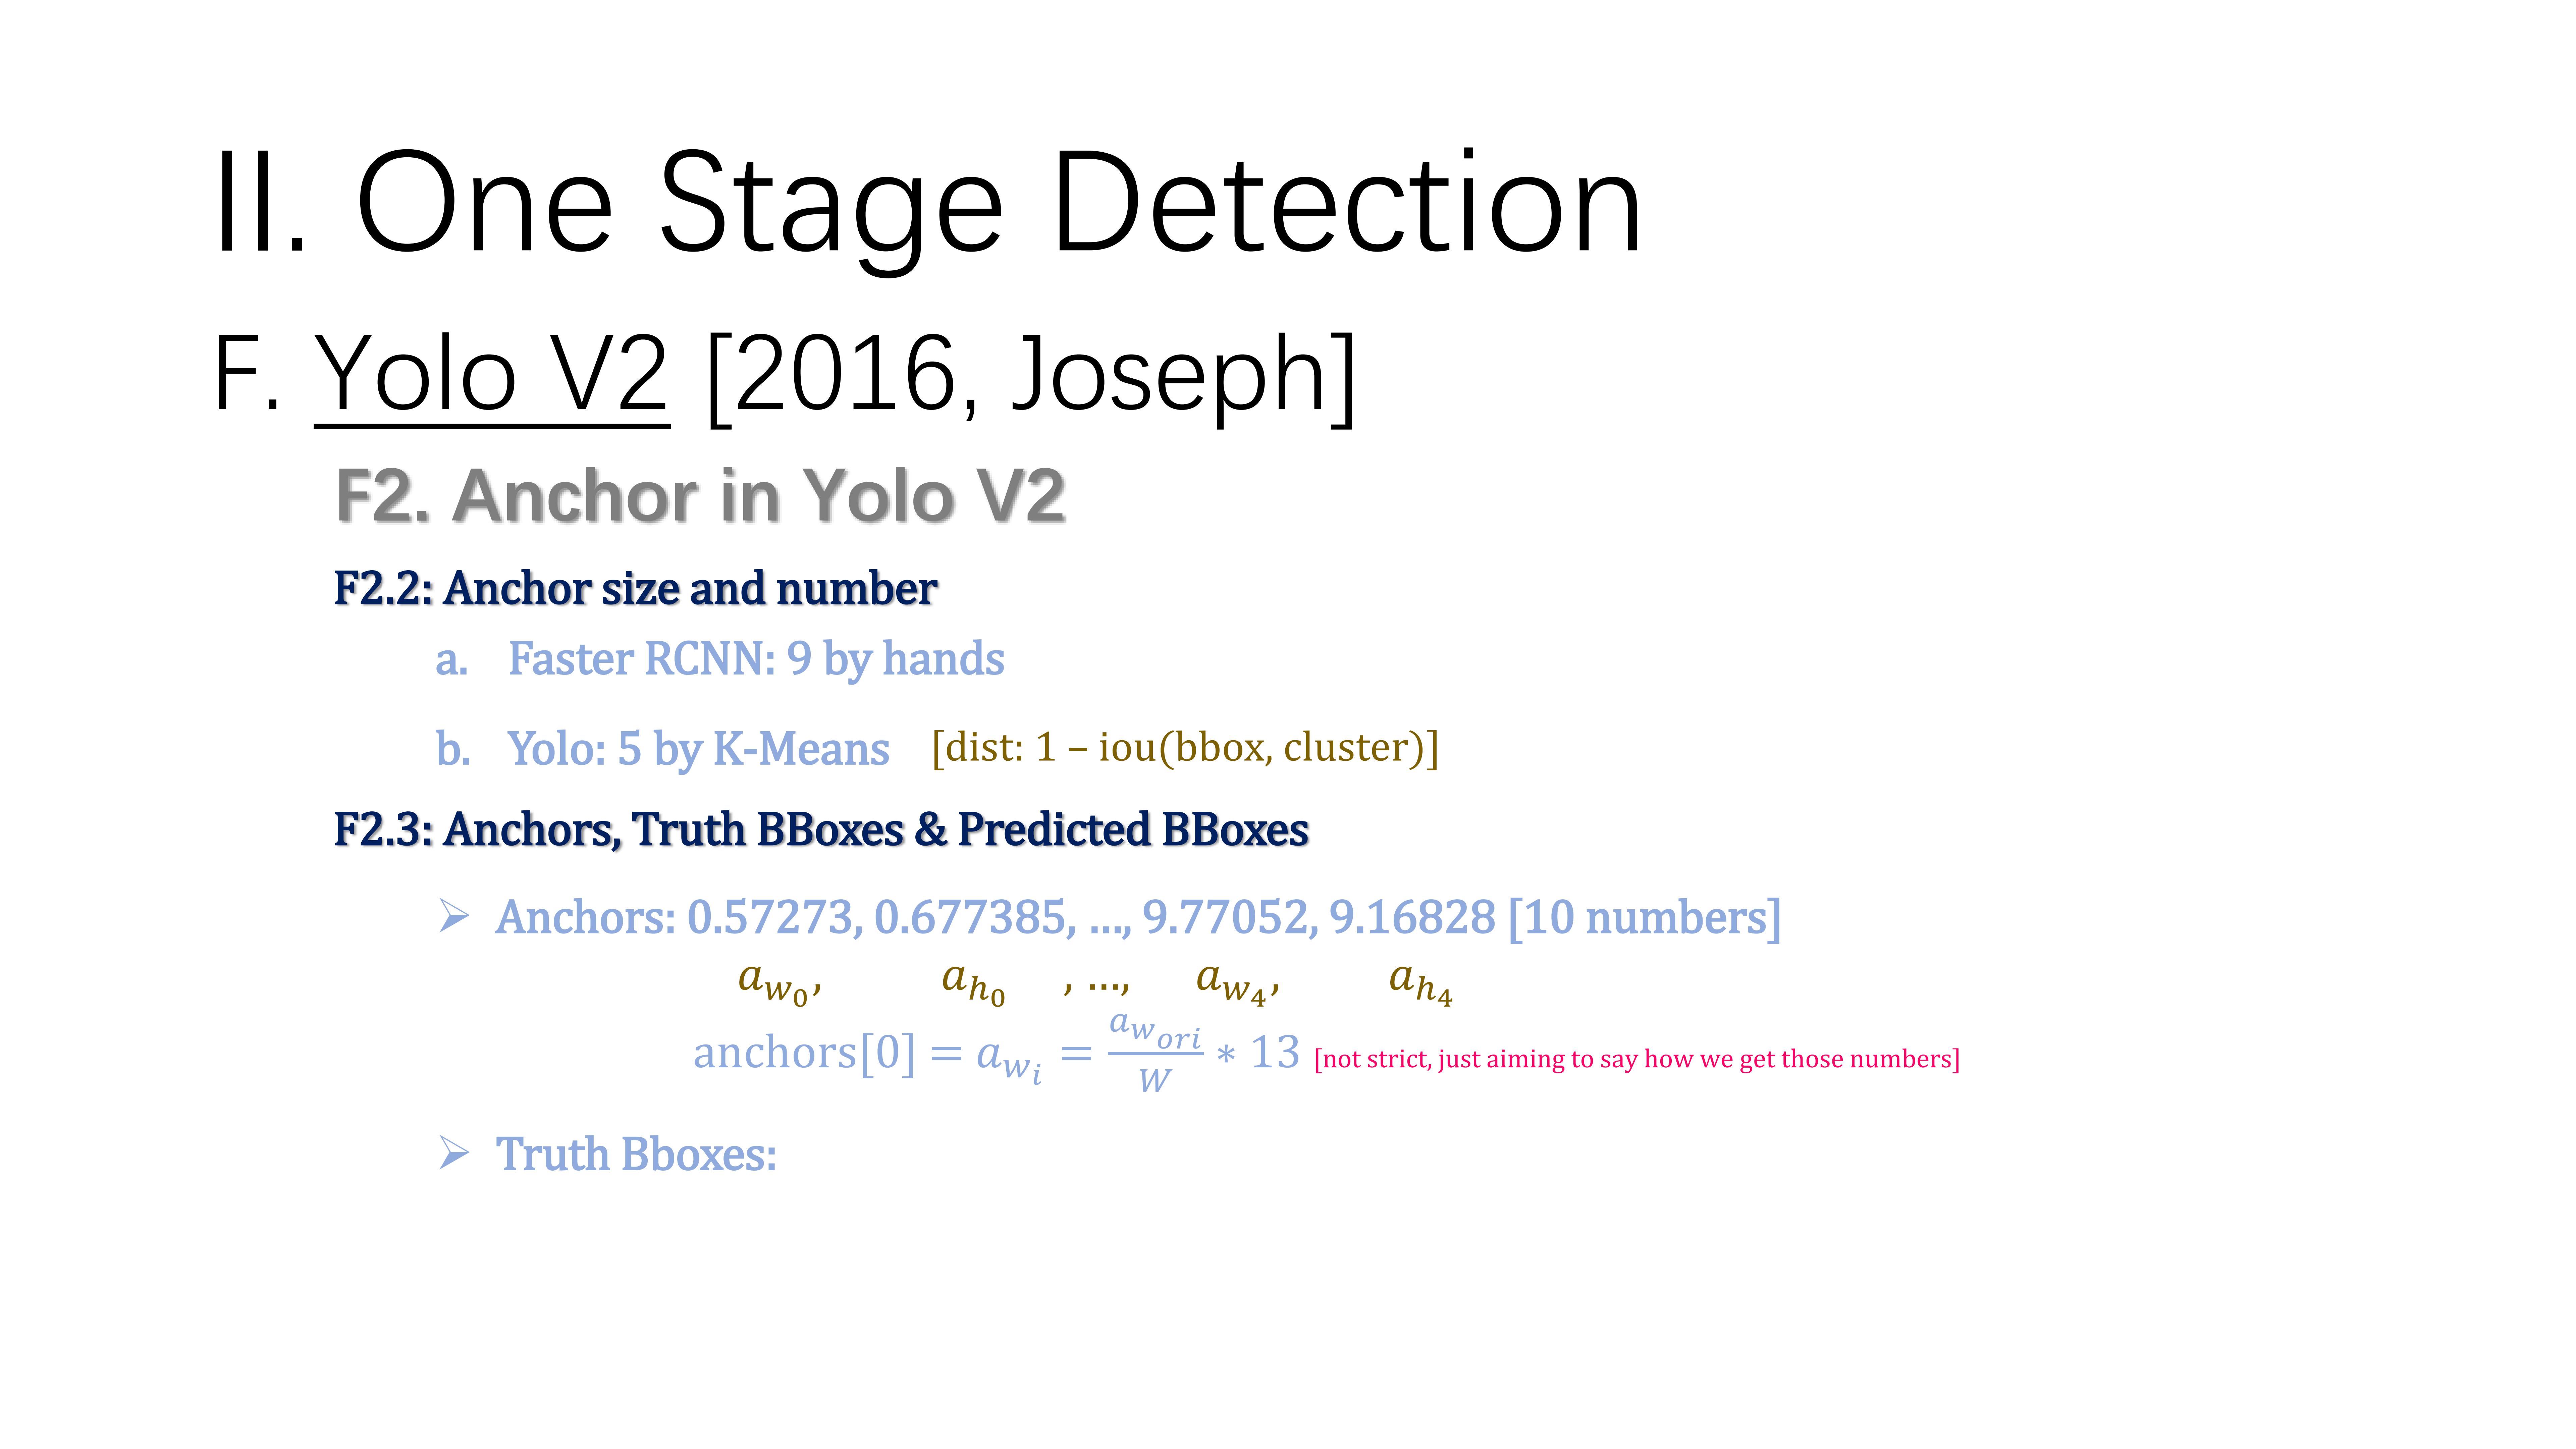 II. One Stage Detection
F. Yolo V2 [2016, Joseph]
F2. Anchor in Yolo V2
F2.2: Anchor size and number
a. Faster RCNN: 9 by hands
b. Yolo: 5 by K-Means [dist: 1 – iou(bbox, cluster)]
F2.3: Anchors, Truth BBoxes & Predicted BBoxes
➢ Anchors: 0.57273, 0.677385, …, 9.77052, 9.16828 [10 numbers]
a_{w_0}, a_{h_0} , …, a_{w_4}, a_{h_4}
anchors[0] = a_{w_i} = \frac{a_{w_{ori}}}{W} * 13 [not strict, just aiming to say how we get those numbers]
➢ Truth Bboxes: